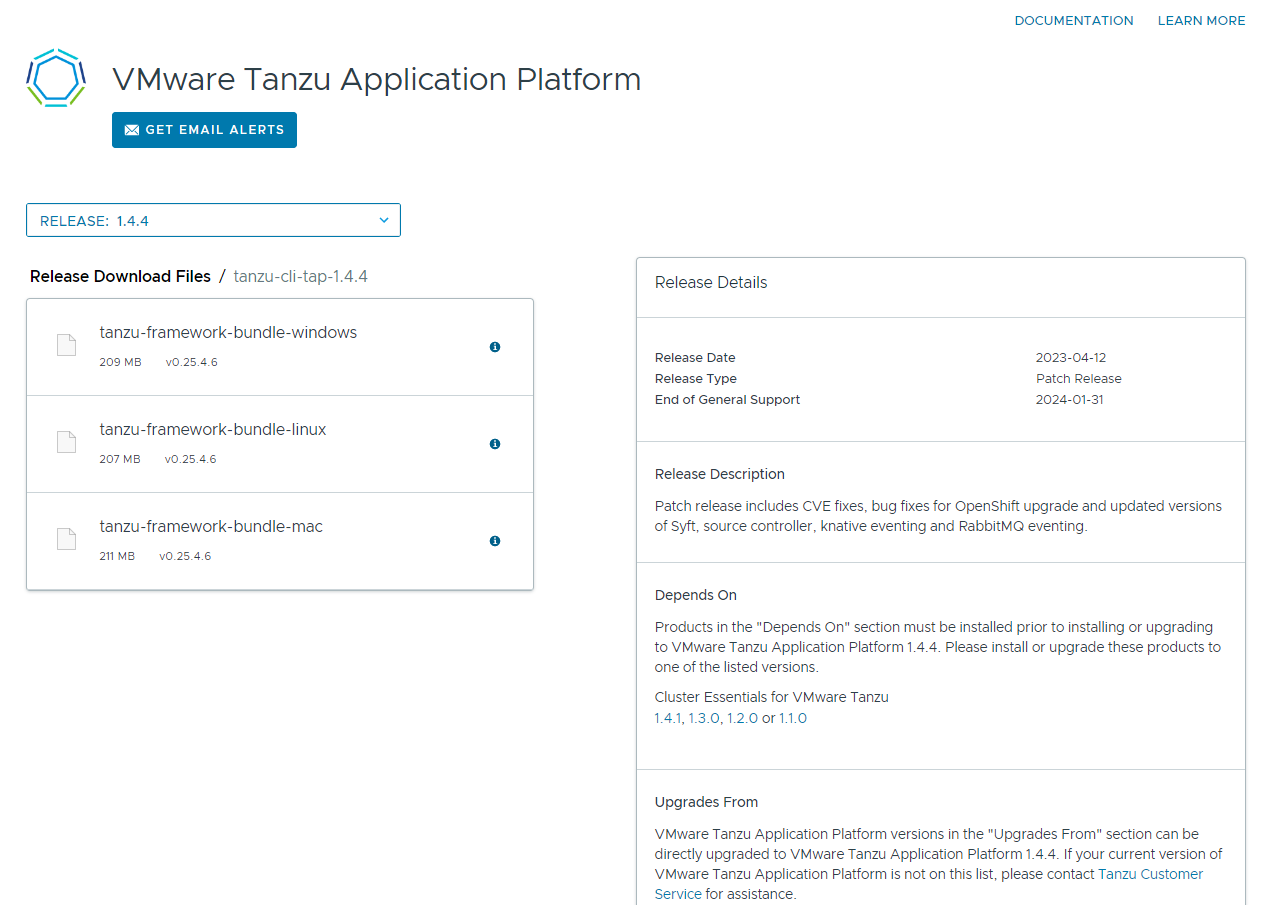 DOCUMENTATION LEARN MORE
VMware Tanzu Application Platform
GET EMAIL ALERTS
RELEASE: 1.4.4
Release Download Files / tanzu-cli-tap-1.4.4
tanzu-framework-bundle-windows
209 MB v0.25.4.6
tanzu-framework-bundle-linux
207 MB v0.25.4.6
tanzu-framework-bundle-mac
211 MB v0.25.4.6
Release Details
Release Date 2023-04-12
Release Type Patch Release
End of General Support 2024-01-31
Release Description
Patch release includes CVE fixes, bug fixes for OpenShift upgrade and updated versions
of Syft, source controller, knative eventing and RabbitMQ eventing.
Depends On
Products in the "Depends On" section must be installed prior to installing or upgrading
to VMware Tanzu Application Platform 1.4.4. Please install or upgrade these products to
one of the listed versions.
Cluster Essentials for VMware Tanzu
1.4.1, 1.3.0, 1.2.0 or 1.1.0
Upgrades From
VMware Tanzu Application Platform versions in the "Upgrades From" section can be
directly upgraded to VMware Tanzu Application Platform 1.4.4. If your current version of
VMware Tanzu Application Platform is not on this list, please contact Tanzu Customer
Service for assistance.